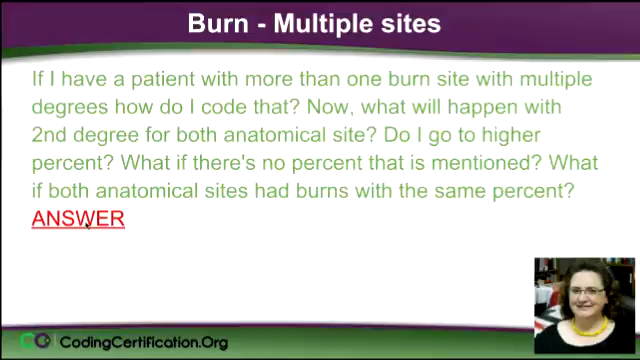 Burn - Multiple sites
If I have a patient with more than one burn site with multiple
degrees how do I code that? Now, what will happen with
2nd degree for both anatomical site? Do I go to higher
percent? What if there's no percent that is mentioned? What
if both anatomical sites had burns with the same percent?
ANSWER
CodingCertification.Org